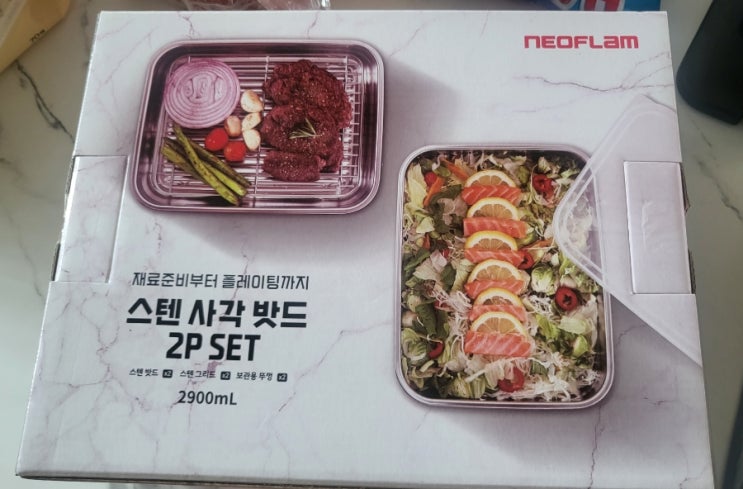 NEOFLAM
재료준비부터 플레이팅까지
스텐 사각 밧드
2P SET
스텐 밧드 x2 스텐 그리드 x2 보관용 뚜껑 x2
2900mL